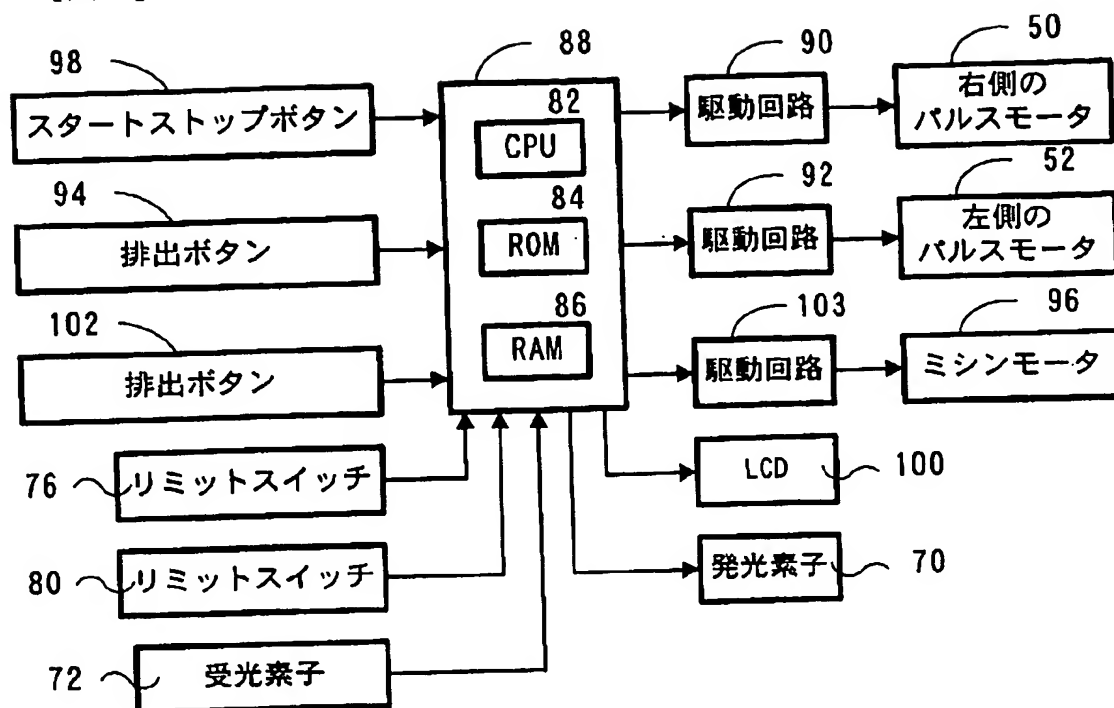 98
スタートストップボタン
94
排出ボタン
102
排出ボタン
76
リミットスイッチ
80
リミットスイッチ
72
受光素子
88
82
CPU
84
ROM
86
RAM
90
駆動回路
92
駆動回路
103
駆動回路
LCD
100
発光素子
70
50
右側の
パルスモータ
52
左側の
パルスモータ
96
ミシンモータ